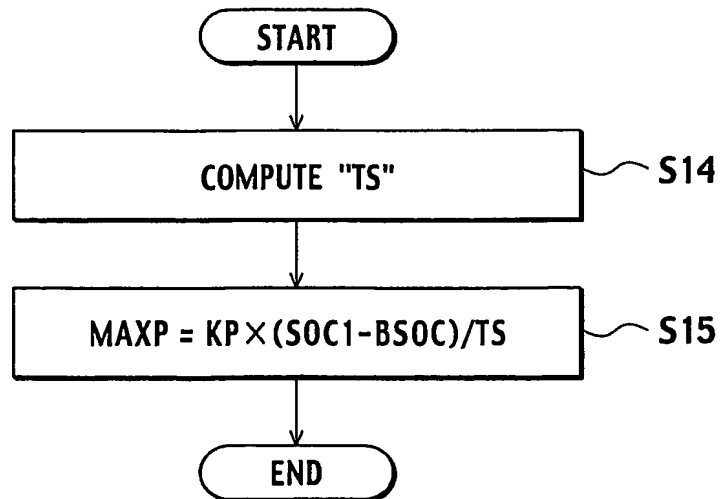 START
COMPUTE "TS"
S14
MAXP = KP×(SOC1-BSOC)/TS
S15
END